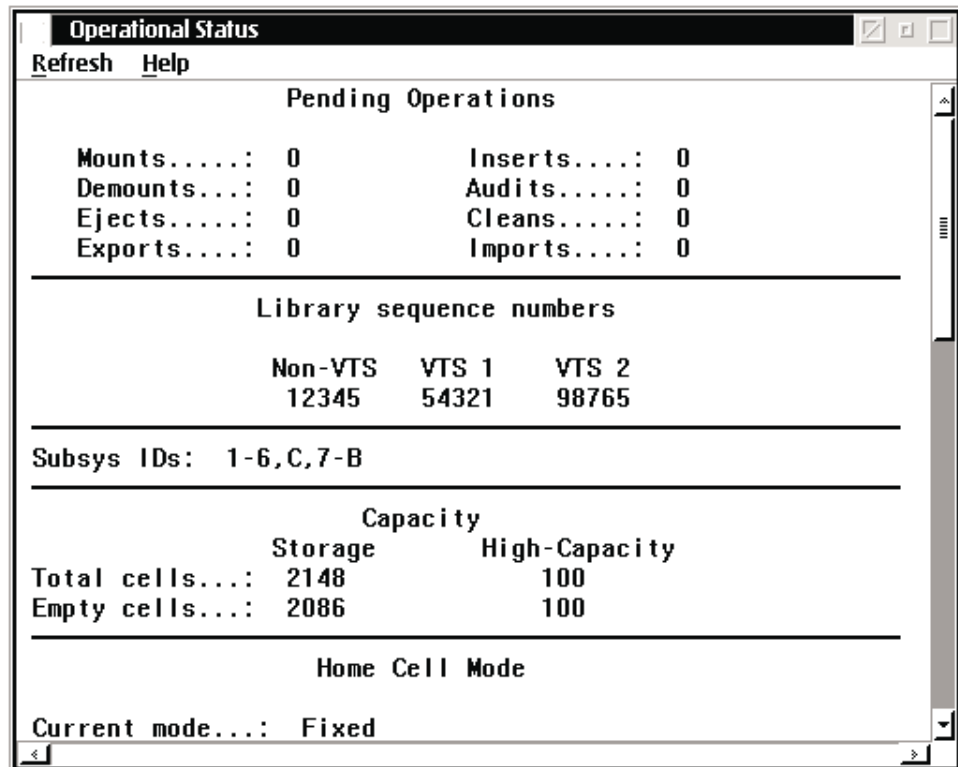 Operational Status
Refresh Help
Pending Operations
Mounts.....: 0 Inserts....: 0
Demounts...: 0 Audits.....: 0
Ejects.....: 0 Cleans.....: 0
Exports....: 0 Imports....: 0
Library sequence numbers
Non-VTS VTS 1 VTS 2
12345 54321 98765
Subsys IDs: 1-6,C,7-B
Capacity
Storage High-Capacity
Total cells...: 2148 100
Empty cells...: 2086 100
Home Cell Mode
Current mode...: Fixed